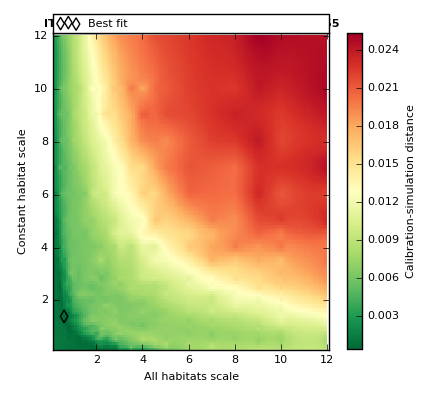 Best fit
12
10
8
6
4
2
2 4 6 8 10 12
All habitats scale
Constant habitat scale
0.024
0.021
0.018
0.015
0.012
0.009
0.006
0.003
Calibration-simulation distance